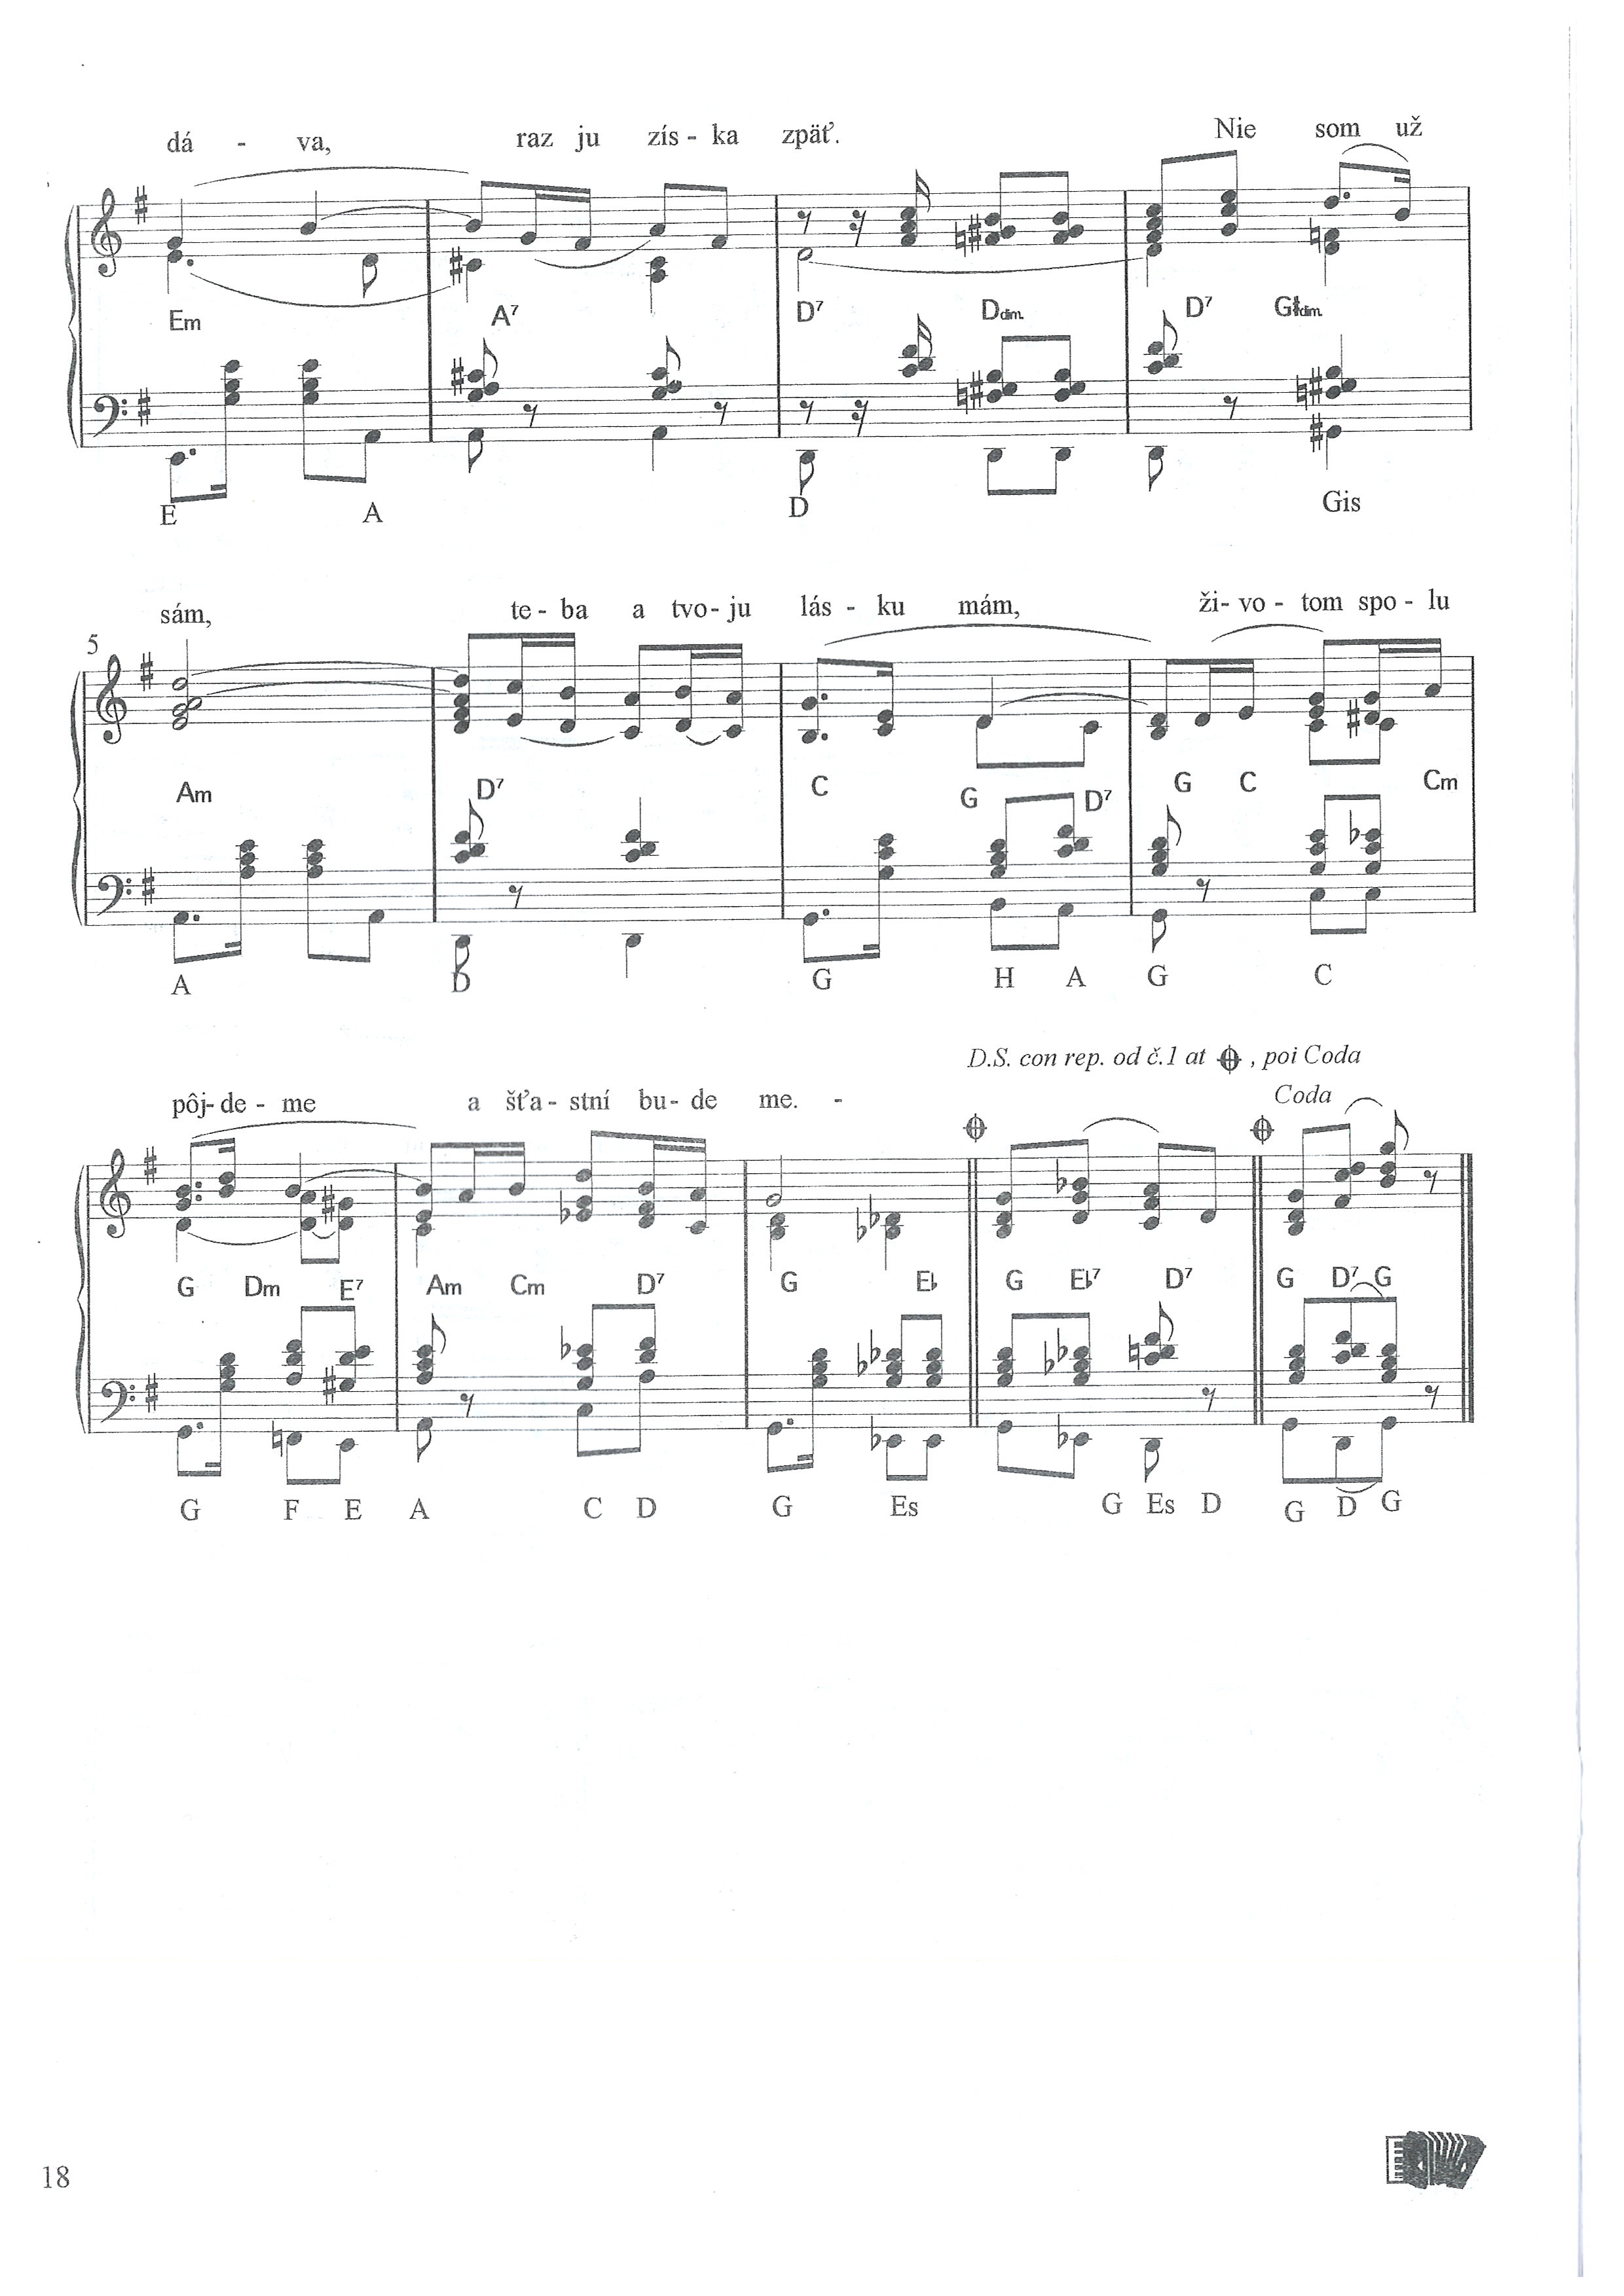 dá - va, raz ju zís - ka zpäť. Nie som už
Em A7 D7 Ddim. D7 G♯dim.
E A D Gis
sám, te - ba a tvo - ju lás - ku mám, ži - vo - tom spo - lu
5
Am D7 C G D7 G C Cm
A D G H A G C
D.S. con rep. od č.1 at 𝄌 , poi Coda
Coda
pôj- de - me a šťa - stní bu - de me. -
G Dm E7 Am Cm D7 G E♭ G E♭7 D7 G D7 G
G F E A C D G Es G Es D G D G
18